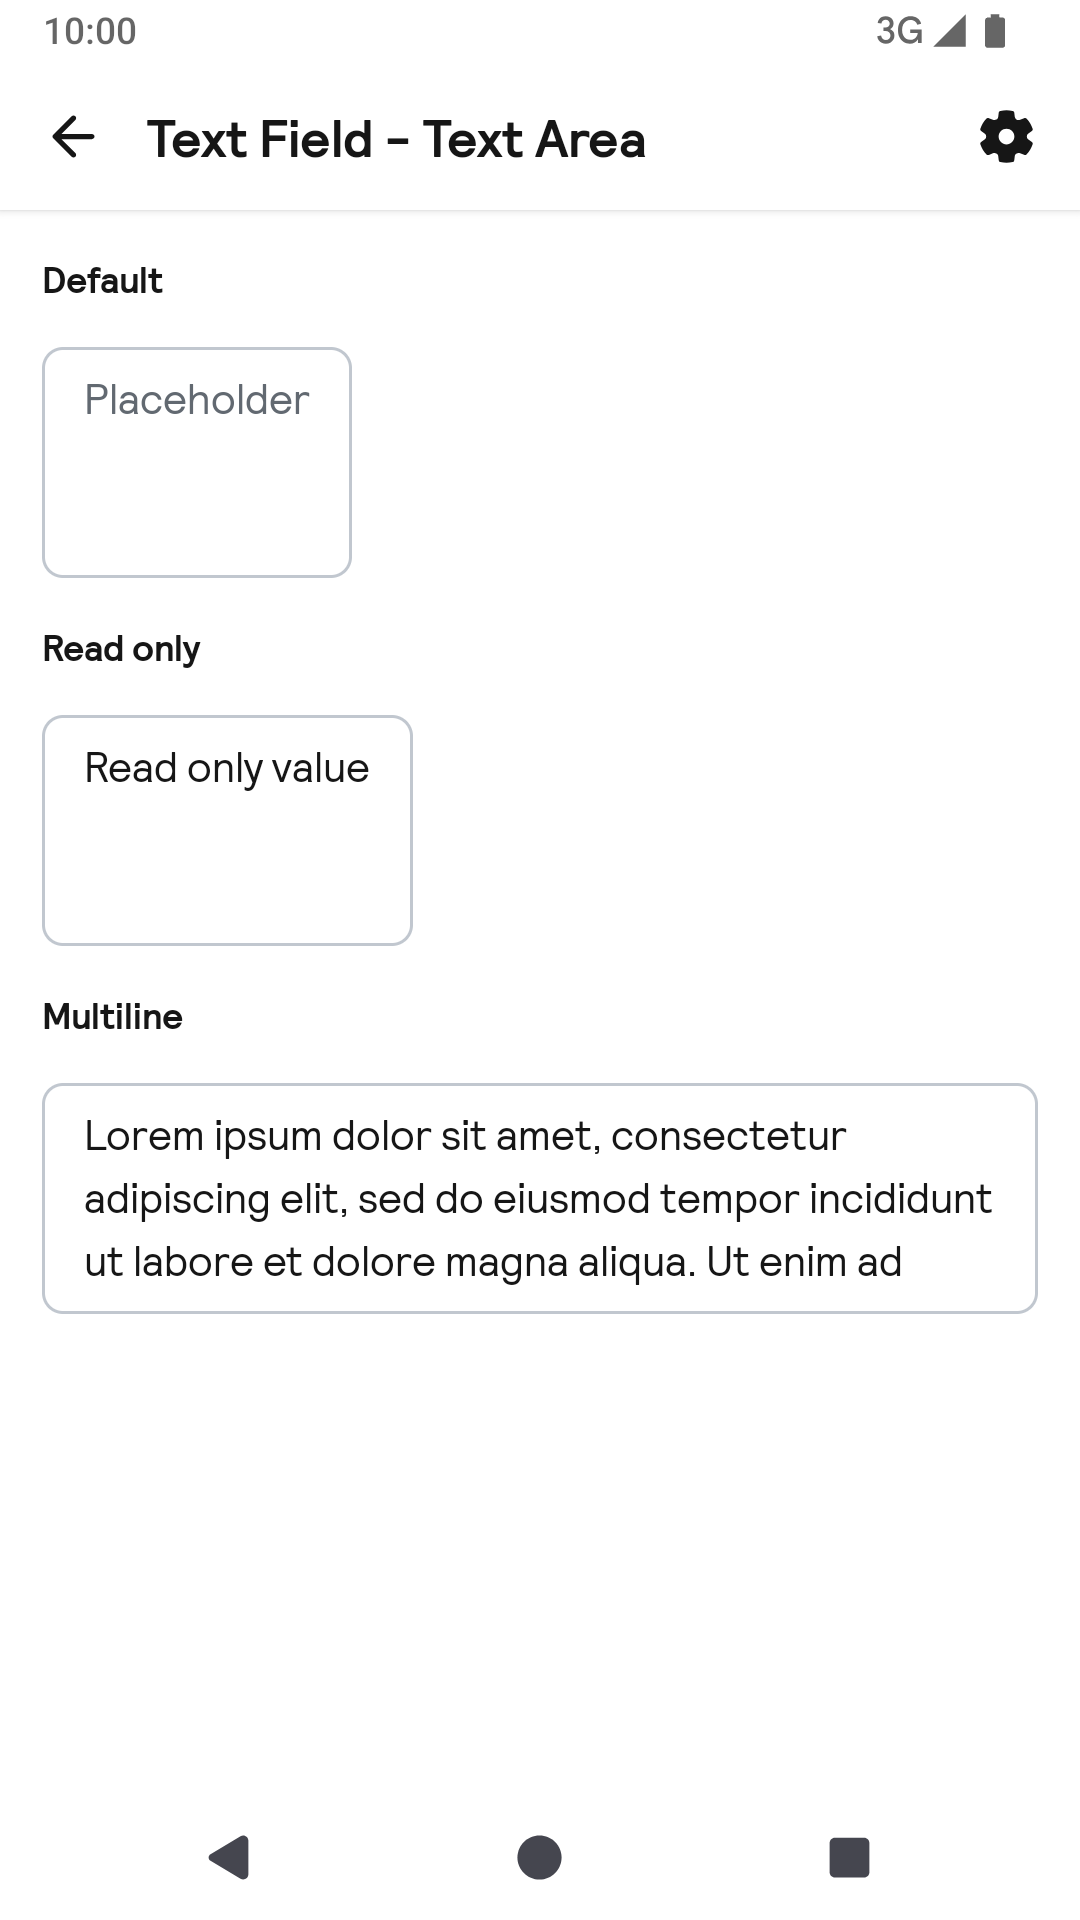 10:00
3G
Text Field - Text Area
Default
Placeholder
Read only
Read only value
Multiline
Lorem ipsum dolor sit amet, consectetur
adipiscing elit, sed do eiusmod tempor incididunt
ut labore et dolore magna aliqua. Ut enim ad